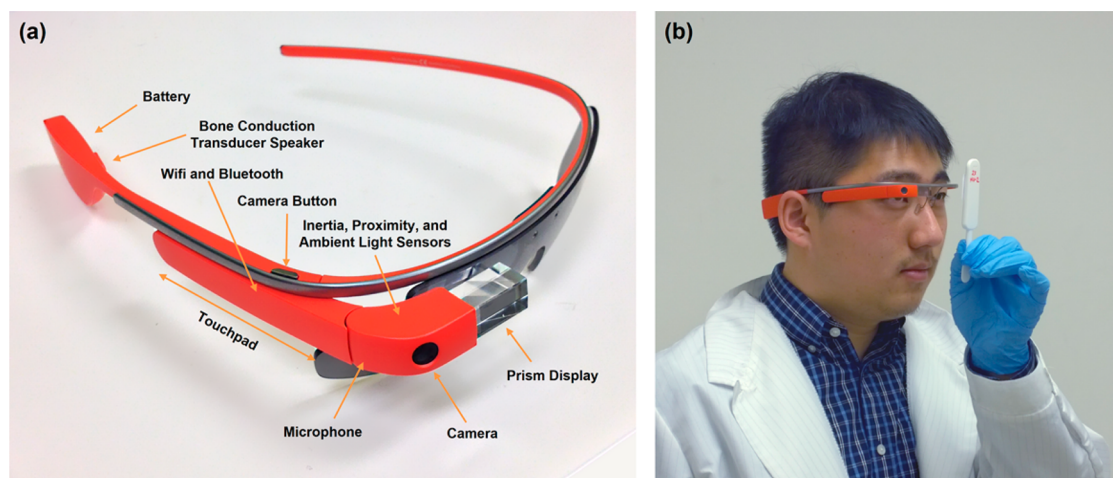 (a)
Battery
Bone Conduction
Transducer Speaker
Wifi and Bluetooth
Camera Button
Inertia, Proximity, and
Ambient Light Sensors
Touchpad
Prism Display
Microphone
Camera
(b)